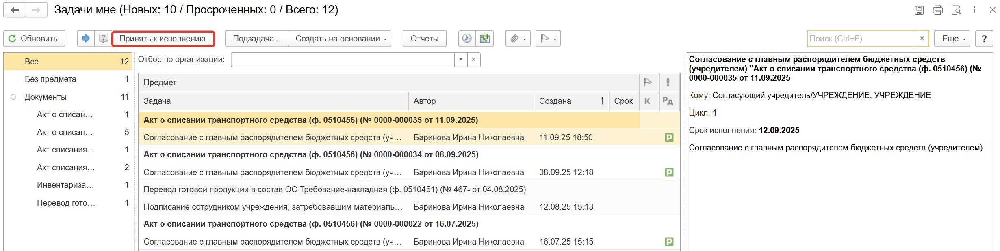 Задачи мне (Новых: 10 / Просроченных: 0 / Всего: 12)
Обновить
Принять к исполнению
Подзадача...
Создать на основании
Отчеты
Поиск (Ctrl+F)
×
Еще
?
Все 12
Без предмета 1
Документы 11
Акт о списан… 1
Акт о списан… 5
Акт списания… 1
Акт списания… 2
Инвентариза… 1
Перевод гото… 1
Отбор по организации:
×
Предмет
Задача Автор Создана ↑ Срок К РД
Акт о списании транспортного средства (ф. 0510456) (№ 0000-000035 от 11.09.2025)
Согласование с главным распорядителем бюджетных средств (уч… Баринова Ирина Николаевна 11.09.25 18:50 P
Акт о списании транспортного средства (ф. 0510456) (№ 0000-000034 от 08.09.2025)
Согласование с главным распорядителем бюджетных средств (уч… Баринова Ирина Николаевна 08.09.25 12:18 P
Перевод готовой продукции в состав ОС Требование-накладная (ф. 0510451) (№ 467- от 04.08.2025)
Подписание сотрудником учреждения, затребовавшим материаль… Баринова Ирина Николаевна 12.08.25 15:13
Акт о списании транспортного средства (ф. 0510456) (№ 0000-000022 от 16.07.2025)
Согласование с главным распорядителем бюджетных средств (уч… Баринова Ирина Николаевна 16.07.25 15:15 P
Согласование с главным распорядителем бюджетных средств
(учредителем) "Акт о списании транспортного средства (ф. 0510456) (№
0000-000035 от 11.09.2025
Кому: Согласующий учредитель/УЧРЕЖДЕНИЕ, УЧРЕЖДЕНИЕ
Цикл: 1
Срок исполнения: 12.09.2025
Согласование с главным распорядителем бюджетных средств (учредителем)